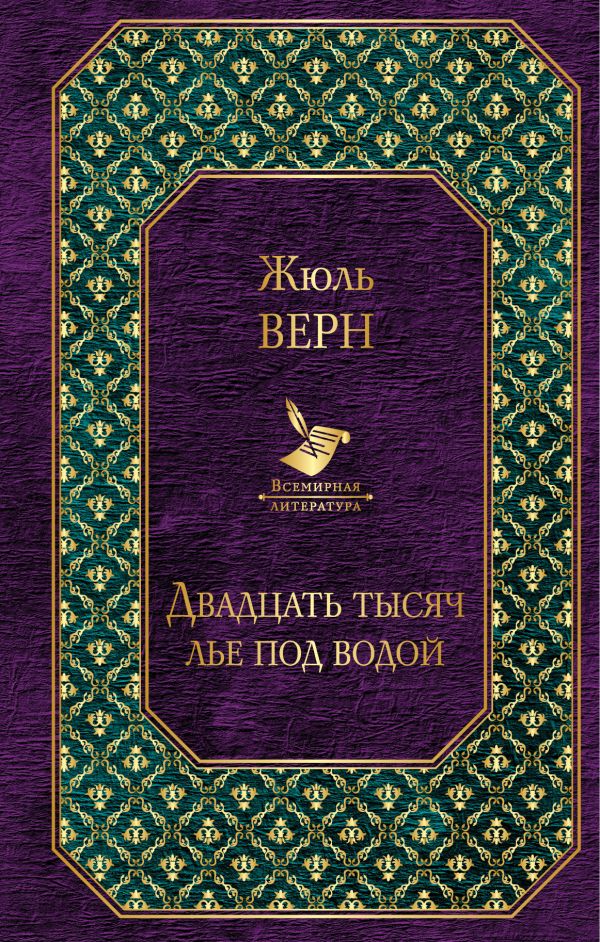 Жюль
ВЕРН
Всемирная
литература
Двадцать тысяч
лье под водой